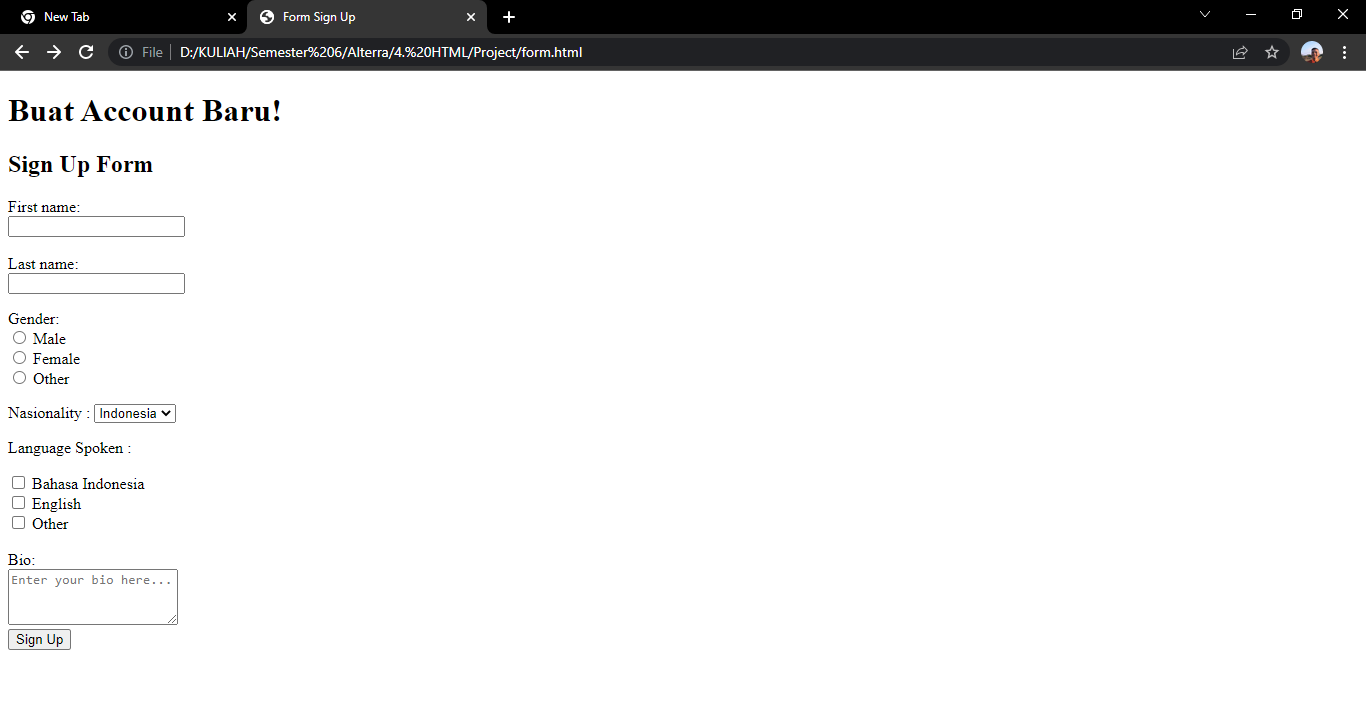 New Tab
Form Sign Up
File
D:/KULIAH/Semester%206/Alterra/4.%20HTML/Project/form.html
Buat Account Baru!
Sign Up Form
First name:
Last name:
Gender:
Male
Female
Other
Nasionality : Indonesia
Language Spoken :
Bahasa Indonesia
English
Other
Bio:
Enter your bio here...
Sign Up